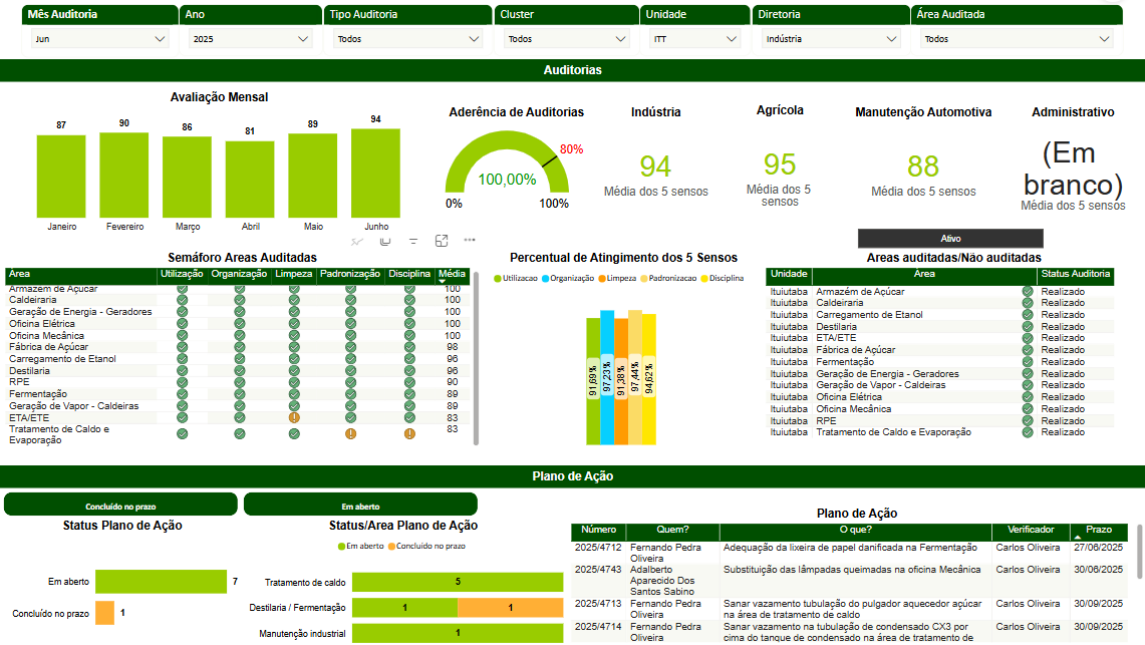 Mês Auditoria Ano Tipo Auditoria Cluster Unidade Diretoria Área Auditada
Jun 2025 Todos Todos ITT Indústria Todos
Auditorias
Avaliação Mensal
87 90 86 81 89 94
Janeiro Fevereiro Março Abril Maio Junho
Aderência de Auditorias
80%
100,00%
0% 100%
Indústria
94
Média dos 5 sensos
Agrícola
95
Média dos 5
sensos
Manutenção Automotiva
88
Média dos 5 sensos
Administrativo
(Em
branco)
Média dos 5 sensos
Ativo
Semáforo Areas Auditadas
Área Utilização Organização Limpeza Padronização Disciplina Média
Armazém de Açúcar 100
Caldeiraria 100
Geração de Energia - Geradores 100
Oficina Elétrica 100
Oficina Mecânica 100
Fábrica de Açúcar 98
Carregamento de Etanol 96
Destilaria 96
RPE 90
Fermentação 89
Geração de Vapor - Caldeiras 89
ETA/ETE 83
Tratamento de Caldo e 83
Evaporação
Percentual de Atingimento dos 5 Sensos
Utilizacao Organização Limpeza Padronizacao Disciplina
91,69% 97,23% 91,38% 97,44% 94,62%
Areas auditadas/Não auditadas
Unidade Área Status Auditoria
Ituiutaba Armazém de Açucar Realizado
Ituiutaba Caldeiraria Realizado
Ituiutaba Carregamento de Etanol Realizado
Ituiutaba Destilaria Realizado
Ituiutaba ETA/ETE Realizado
Ituiutaba Fábrica de Açúcar Realizado
Ituiutaba Fermentação Realizado
Ituiutaba Geração de Energia - Geradores Realizado
Ituiutaba Geração de Vapor - Caldeiras Realizado
Ituiutaba Oficina Elétrica Realizado
Ituiutaba Oficina Mecânica Realizado
Ituiutaba RPE Realizado
Ituiutaba Tratamento de Caldo e Evaporação Realizado
Plano de Ação
Concluído no prazo
Status Plano de Ação
Em aberto 7
Concluído no prazo 1
Em aberto
Status/Area Plano de Ação
Em aberto Concluído no prazo
Tratamento de caldo 5
Destilaria / Fermentação 1 1
Manutenção industrial 1
Plano de Ação
Número Quem? O que? Verificador Prazo
2025/4712 Fernando Pedra Adequação da lixeira de papel danificada na Fermentação Carlos Oliveira 27/06/2025
Oliveira
2025/4743 Adalberto Substituição das lâmpadas queimadas na oficina Mecânica Carlos Oliveira 30/06/2025
Aparecido Dos
Santos Sabino
2025/4713 Fernando Pedra Sanar vazamento tubulação do pulgador aquecedor açúcar Carlos Oliveira 30/09/2025
Oliveira na área de tratamento de caldo
2025/4714 Fernando Pedra Sanar vazamento na tubulação de condensado CX3 por Carlos Oliveira 30/09/2025
Oliveira cima do tanque de condensado na área de tratamento de